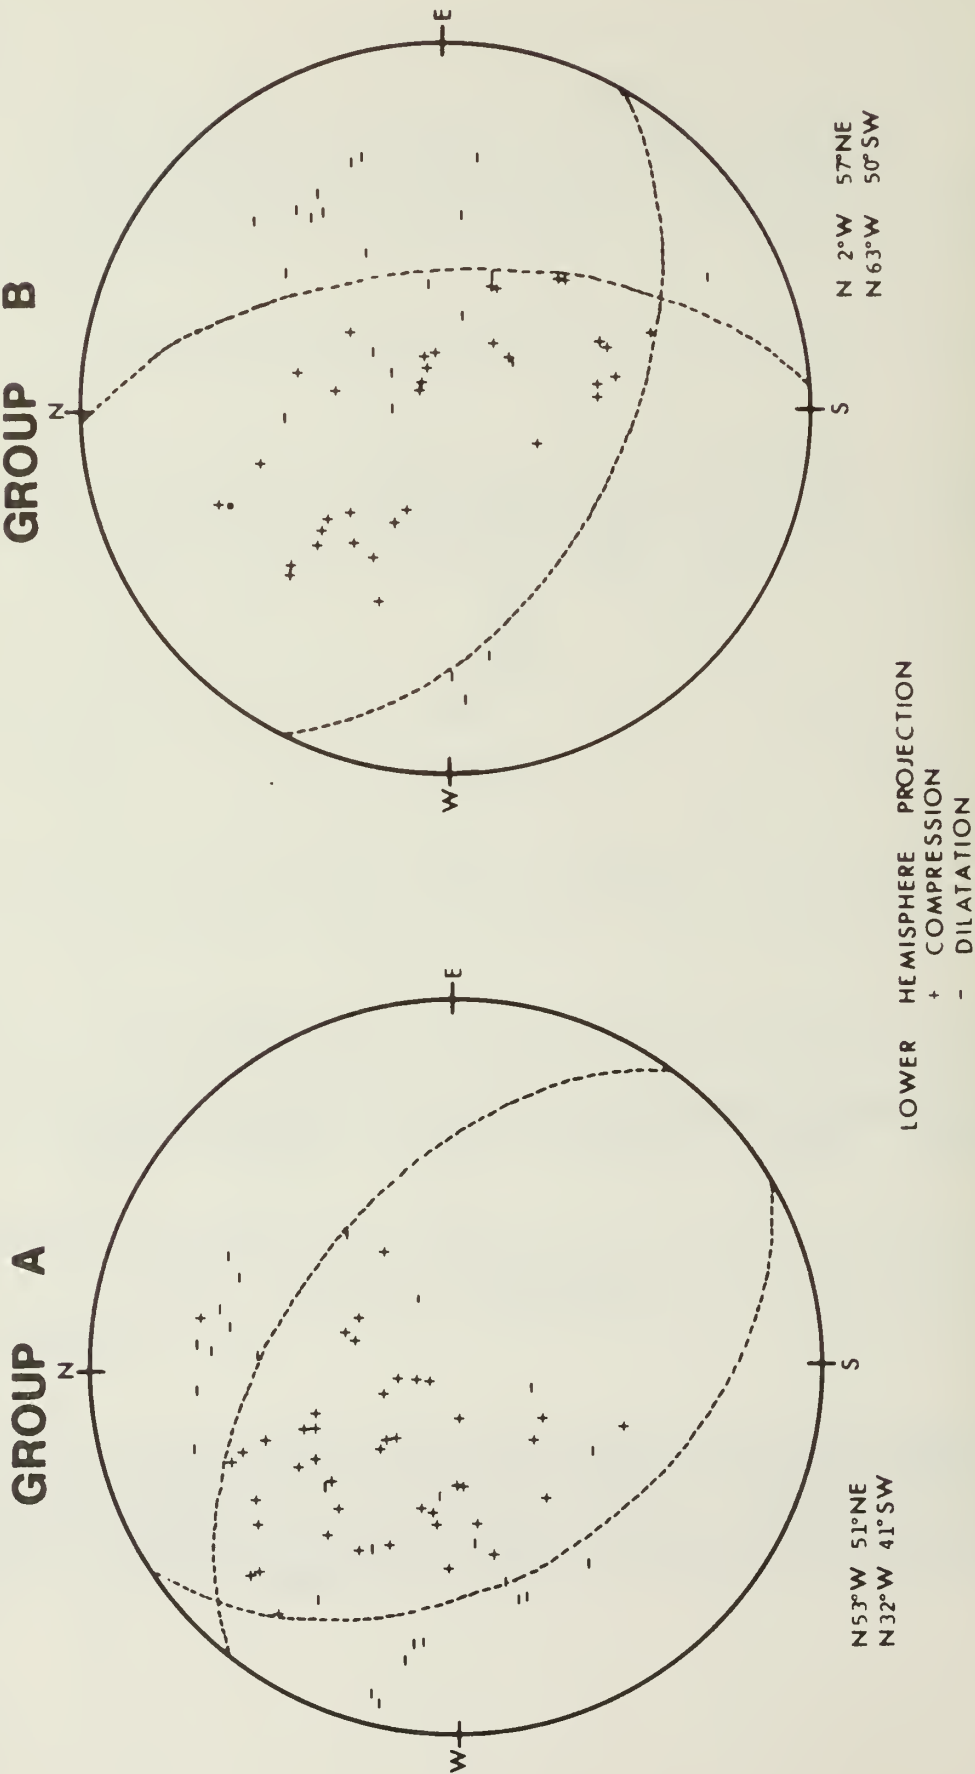 GROUP A
N
E
S
W
N53°W 51°NE
N32°W 41°SW
GROUP B
N
E
S
W
N 2°W 57°NE
N63°W 50°SW
LOWER HEMISPHERE PROJECTION
+ COMPRESSION
- DILATATION